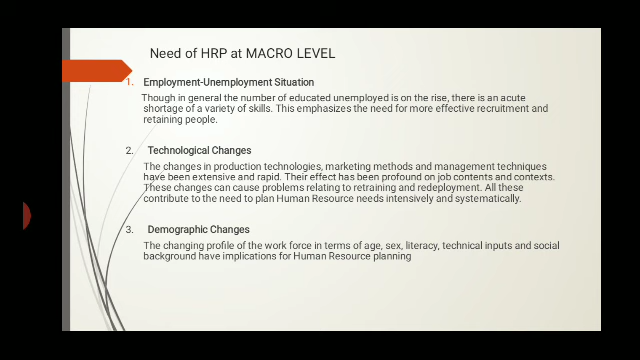 Need of HRP at MACRO LEVEL
1. Employment-Unemployment Situation
Though in general the number of educated unemployed is on the rise, there is an acute
shortage of a variety of skills. This emphasizes the need for more effective recruitment and
retaining people.
2. Technological Changes
The changes in production technologies, marketing methods and management techniques
have been extensive and rapid. Their effect has been profound on job contents and contexts.
These changes can cause problems relating to retraining and redeployment. All these
contribute to the need to plan Human Resource needs intensively and systematically.
3. Demographic Changes
The changing profile of the work force in terms of age, sex, literacy, technical inputs and social
background have implications for Human Resource planning